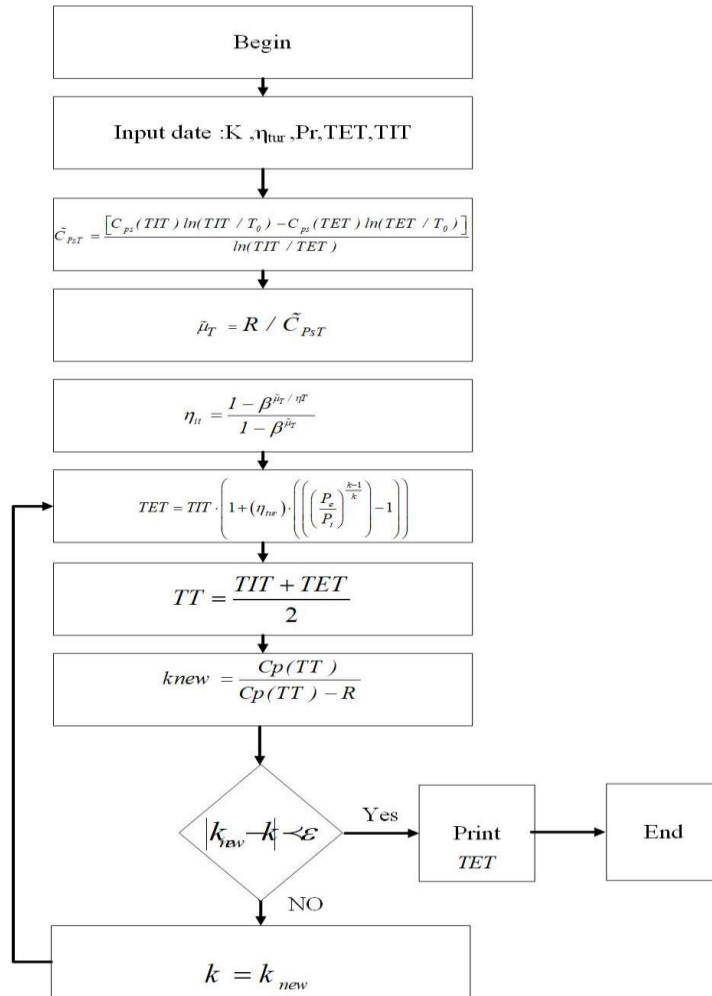 Begin
Input date :K ,η_tur ,Pr,TET,TIT
C̃_PsT = [C_ps(TIT) ln(TIT / T_0) − C_ps(TET) ln(TET / T_0)] / ln(TIT / TET)
μ̃_T = R / C̃_PsT
η_It = (1 − β^(μ̃_T / ηT)) / (1 − β^(μ̃_T))
TET = TIT · (1 + (η_tur) · ((((P_e / P_i)^((k−1)/k)) − 1)))
TT = (TIT + TET) / 2
knew = Cp(TT) / (Cp(TT) − R)
|k_new − k| ≺ ε
Yes
Print
TET
End
NO
k = k_new